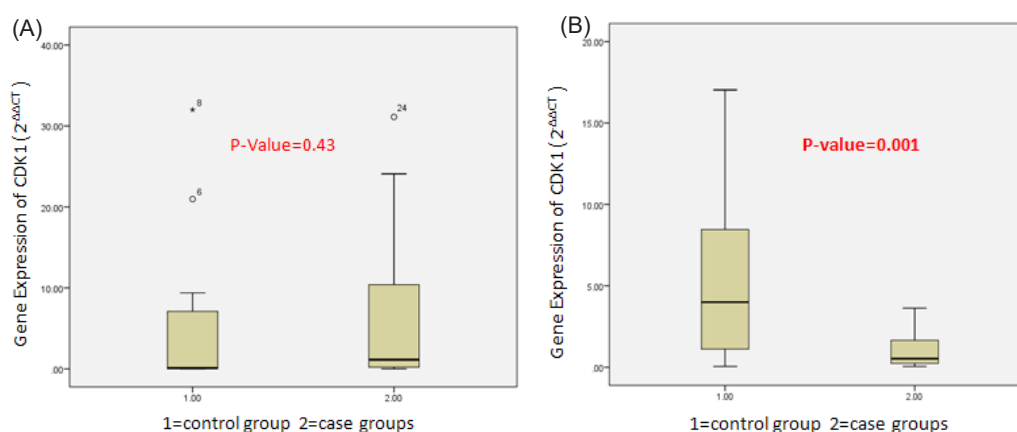 (A)
Gene Expression of CDK1 (2^-ΔΔCT)
40.00
30.00
20.00
10.00
.00
*8
6
24
P-Value=0.43
1.00
2.00
1=control group 2=case groups
(B)
Gene Expression of CDK1 (2^-ΔΔCT)
20.00
15.00
10.00
5.00
.00
P-value=0.001
1.00
2.00
1=control group 2=case groups